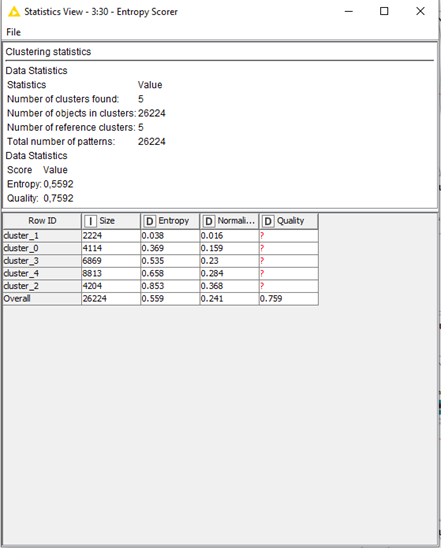 Statistics View - 3:30 - Entropy Scorer
File
Clustering statistics
Data Statistics
Statistics Value
Number of clusters found: 5
Number of objects in clusters: 26224
Number of reference clusters: 5
Total number of patterns: 26224
Data Statistics
Score Value
Entropy: 0,5592
Quality: 0,7592
Row ID I Size D Entropy D Normali... D Quality
cluster_1 2224 0.038 0.016 ?
cluster_0 4114 0.369 0.159 ?
cluster_3 6869 0.535 0.23 ?
cluster_4 8813 0.658 0.284 ?
cluster_2 4204 0.853 0.368 ?
Overall 26224 0.559 0.241 0.759